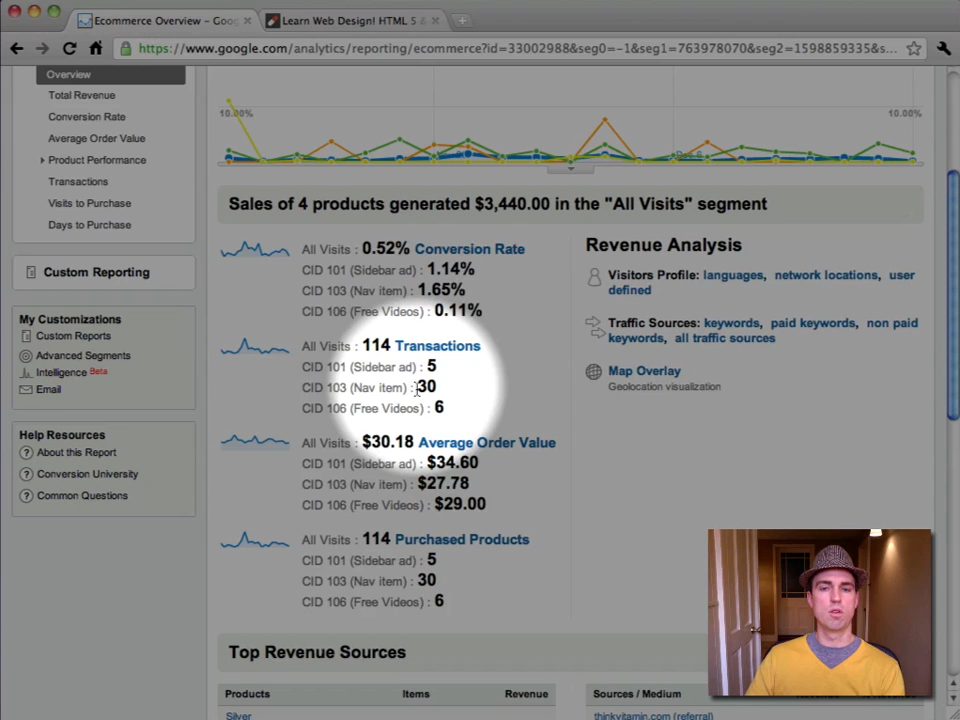 Ecommerce Overview – Goog
Learn Web Design! HTML 5 &
https://www.google.com/analytics/reporting/ecommerce?id=33002988&seg0=-1&seg1=763978070&seg2=1598859335&s...
Overview
Total Revenue
Conversion Rate
Average Order Value
Product Performance
Transactions
Visits to Purchase
Days to Purchase
Custom Reporting
My Customizations
Custom Reports
Advanced Segments
Intelligence Beta
Email
Help Resources
About this Report
Conversion University
Common Questions
10.00%
10.00%
Sales of 4 products generated $3,440.00 in the "All Visits" segment
All Visits : 0.52% Conversion Rate
CID 101 (Sidebar ad) : 1.14%
CID 103 (Nav item) : 1.65%
CID 106 (Free Videos) : 0.11%
All Visits : 114 Transactions
CID 101 (Sidebar ad) : 5
CID 103 (Nav item) : 30
CID 106 (Free Videos) : 6
All Visits : $30.18 Average Order Value
CID 101 (Sidebar ad) : $34.60
CID 103 (Nav item) : $27.78
CID 106 (Free Videos) : $29.00
All Visits : 114 Purchased Products
CID 101 (Sidebar ad) : 5
CID 103 (Nav item) : 30
CID 106 (Free Videos) : 6
Revenue Analysis
Visitors Profile: languages, network locations, user
defined
Traffic Sources: keywords, paid keywords, non paid
keywords, all traffic sources
Map Overlay
Geolocation summary
Top Revenue Sources
Products Items Revenue
Silver
Sources / Medium
thinkvitamin.com (referral)